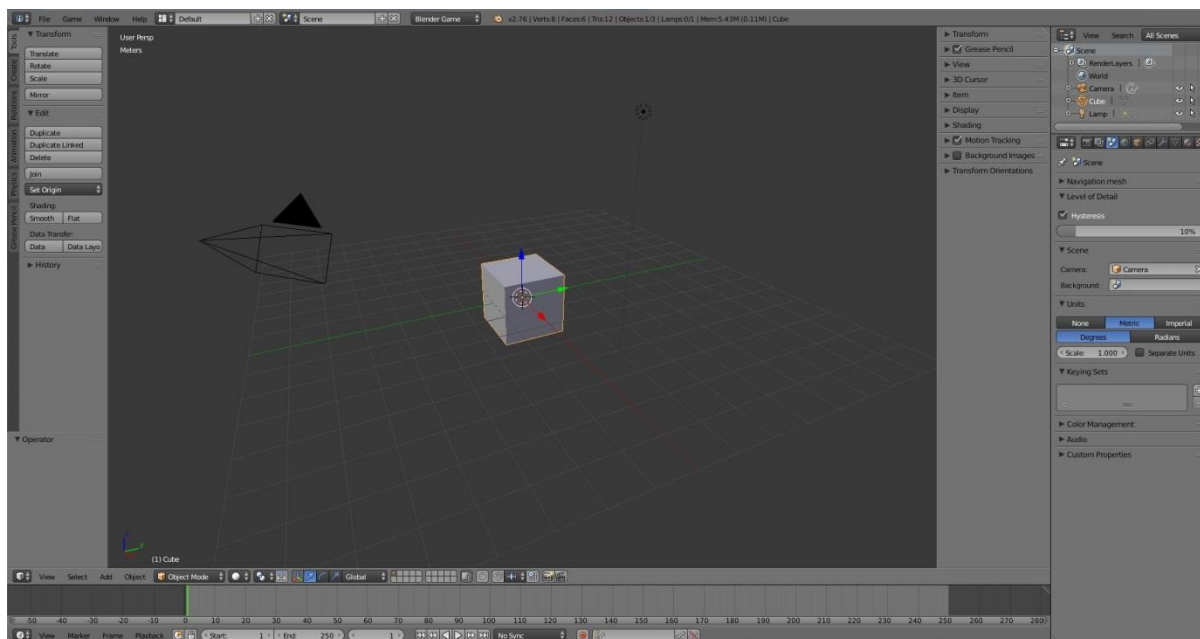 File Game Window Help Default Scene Blender Game v2.76 | Verts:8 | Faces:6 | Tris:12 | Objects:1/3 | Lamps:0/1 | Mem:5.43M (0.11M) | Cube
Tools
Create
Relations
Animation
Physics
Grease Pencil
Transform
Translate
Rotate
Scale
Mirror
Edit
Duplicate
Duplicate Linked
Delete
Join
Set Origin
Shading:
Smooth Flat
Data Transfer:
Data Data Layo
History
Operator
User Persp
Meters
(1) Cube
Transform
Grease Pencil
View
3D Cursor
Item
Display
Shading
Motion Tracking
Background Images
Transform Orientations
View Search All Scenes
Scene
RenderLayers
World
Camera
Cube
Lamp
Scene
Navigation mesh
Level of Detail
Hysteresis
10%
Scene
Camera: Camera
Background:
Units
None Metric Imperial
Degrees Radians
Scale: 1.000 Separate Units
Keying Sets
Color Management
Audio
Custom Properties
View Select Add Object Object Mode Global
-50 -40 -30 -20 -10 0 10 20 30 40 50 60 70 80 90 100 110 120 130 140 150 160 170 180 190 200 210 220 230 240 250 260 270 280
View Marker Frame Playback Start: 1 End: 250 1 No Sync